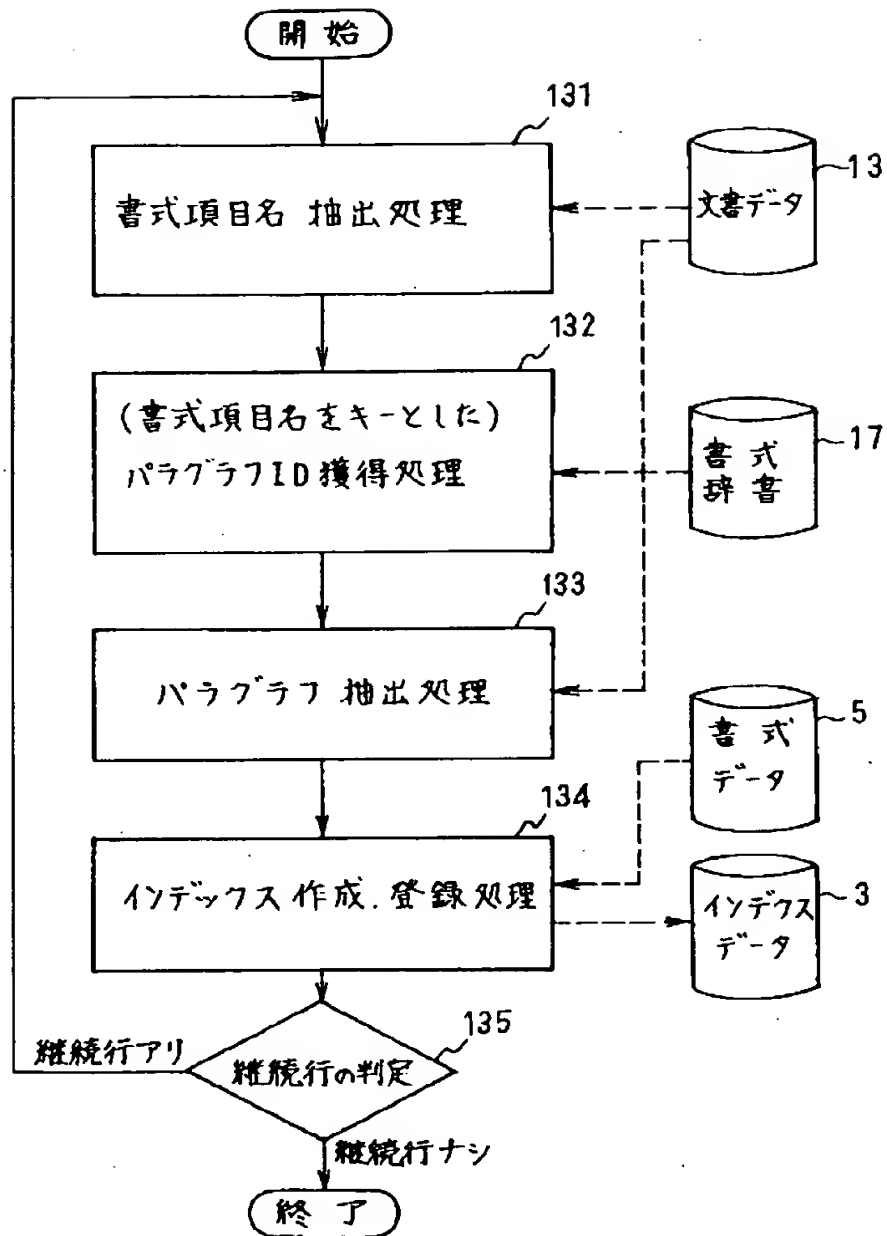 開始
131
書式項目名 抽出処理
文書データ
13
132
(書式項目名をキーとした)
パラグラフID獲得処理
書式
辞書
17
133
パラグラフ 抽出処理
書式
データ
5
134
インデックス作成.登録処理
インデクス
データ
3
135
継続行アリ
継続行の判定
継続行ナシ
終了